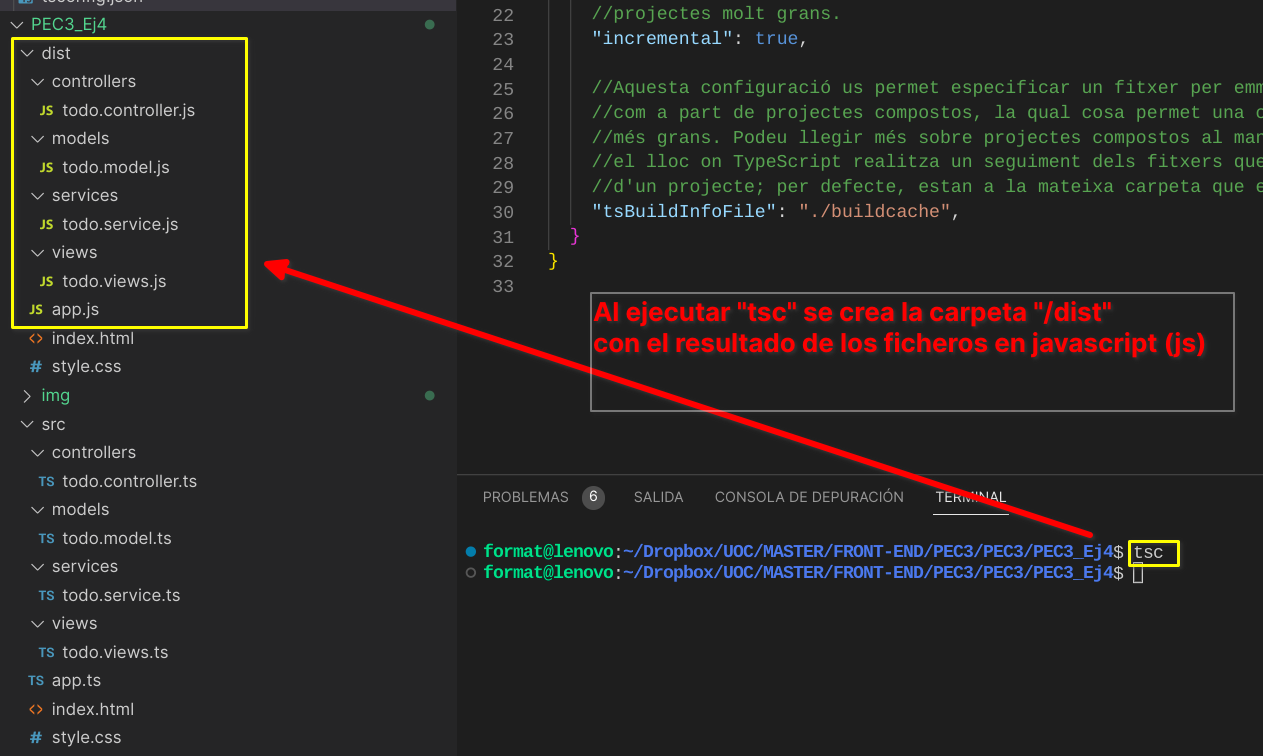 tsconfig.json
PEC3_Ej4
dist
controllers
JS todo.controller.js
models
JS todo.model.js
services
JS todo.service.js
views
JS todo.views.js
JS app.js
<> index.html
# style.css
img
src
controllers
TS todo.controller.ts
models
TS todo.model.ts
services
TS todo.service.ts
views
TS todo.views.ts
TS app.ts
<> index.html
# style.css
22 //projectes molt grans.
23 "incremental": true,
24
25 //Aquesta configuració us permet especificar un fitxer per emm
26 //com a part de projectes compostos, la qual cosa permet una
27 //més grans. Podeu llegir més sobre projectes compostos al man
28 //el lloc on TypeScript realitza un seguiment dels fitxers que
29 //d'un projecte; per defecte, estan a la mateixa carpeta que e
30 "tsBuildInfoFile": "./buildcache",
31 }
32 }
33
Al ejecutar "tsc" se crea la carpeta "/dist"
con el resultado de los ficheros en javascript (js)
PROBLEMAS 6 SALIDA CONSOLA DE DEPURACIÓN TERMINAL
format@lenovo:~/Dropbox/UOC/MASTER/FRONT-END/PEC3/PEC3/PEC3_Ej4$ tsc
format@lenovo:~/Dropbox/UOC/MASTER/FRONT-END/PEC3/PEC3/PEC3_Ej4$